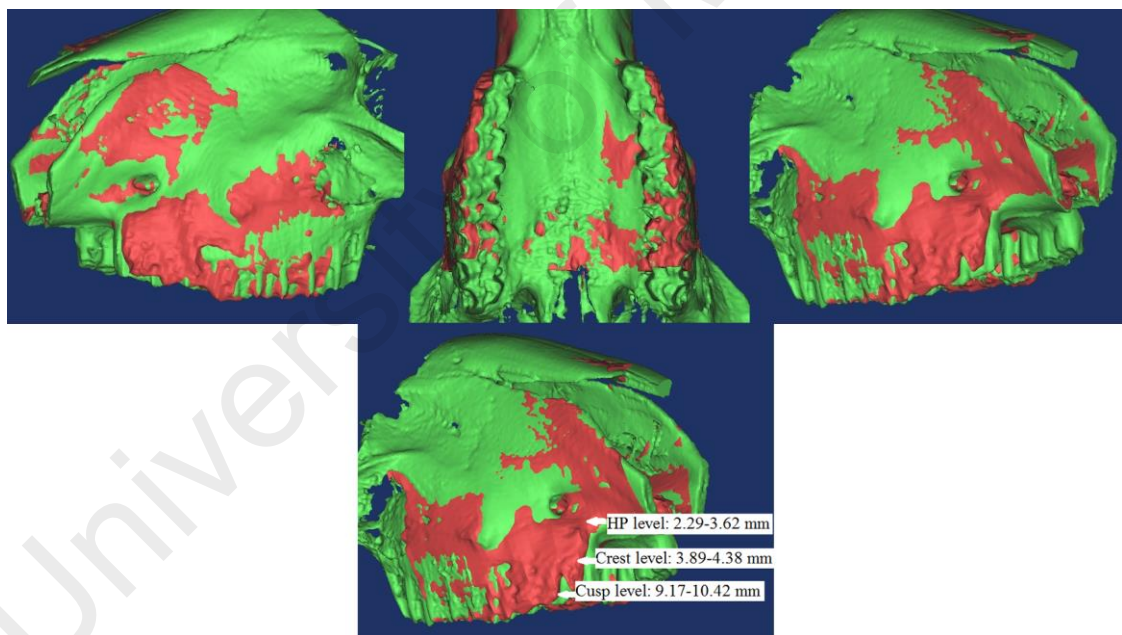 HP level: 2.29-3.62 mm
Crest level: 3.89-4.38 mm
Cusp level: 9.17-10.42 mm
University